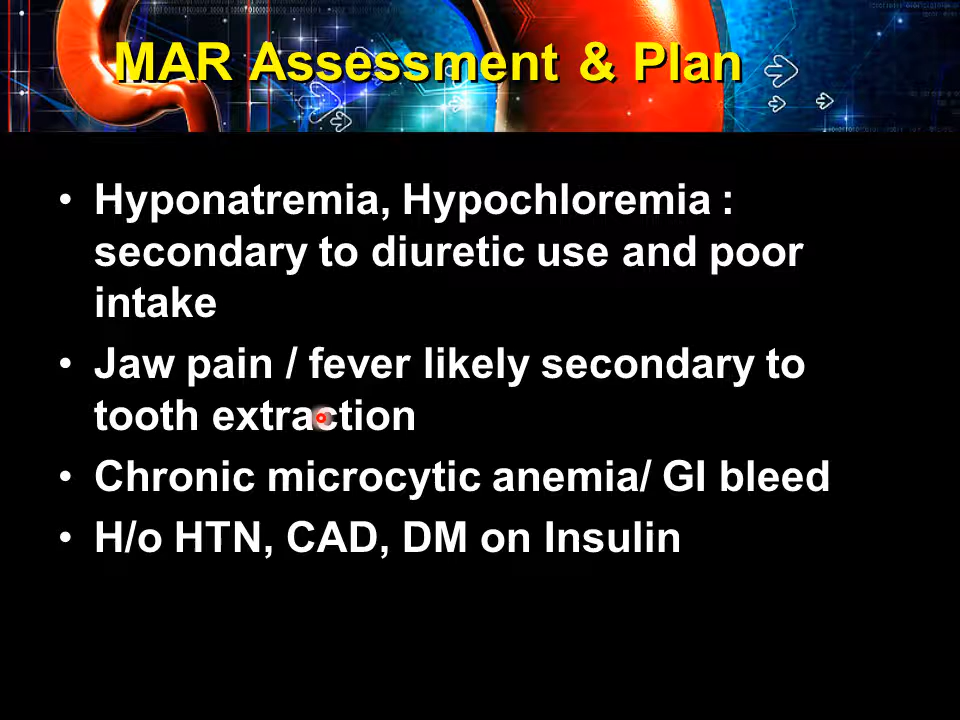 MAR Assessment & Plan
• Hyponatremia, Hypochloremia :
secondary to diuretic use and poor
intake
• Jaw pain / fever likely secondary to
tooth extraction
• Chronic microcytic anemia/ GI bleed
• H/o HTN, CAD, DM on Insulin